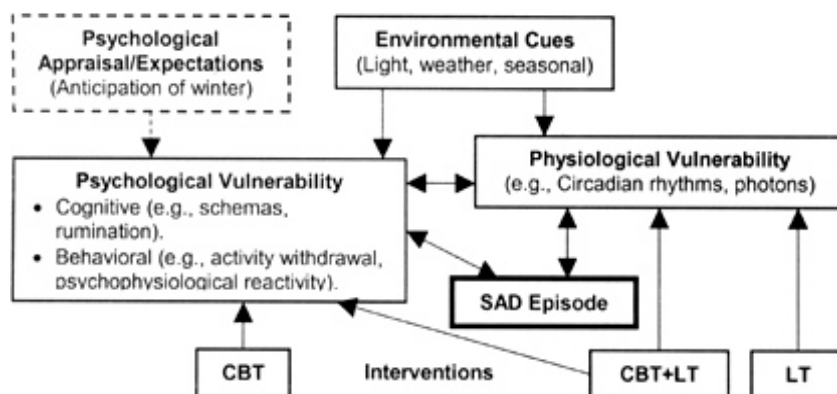 Psychological
Appraisal/Expectations
(Anticipation of winter)
Environmental Cues
(Light, weather, seasonal)
Psychological Vulnerability
• Cognitive (e.g., schemas,
rumination).
• Behavioral (e.g., activity withdrawal,
psychophysiological reactivity).
Physiological Vulnerability
(e.g., Circadian rhythms, photons)
SAD Episode
CBT
Interventions
CBT+LT
LT